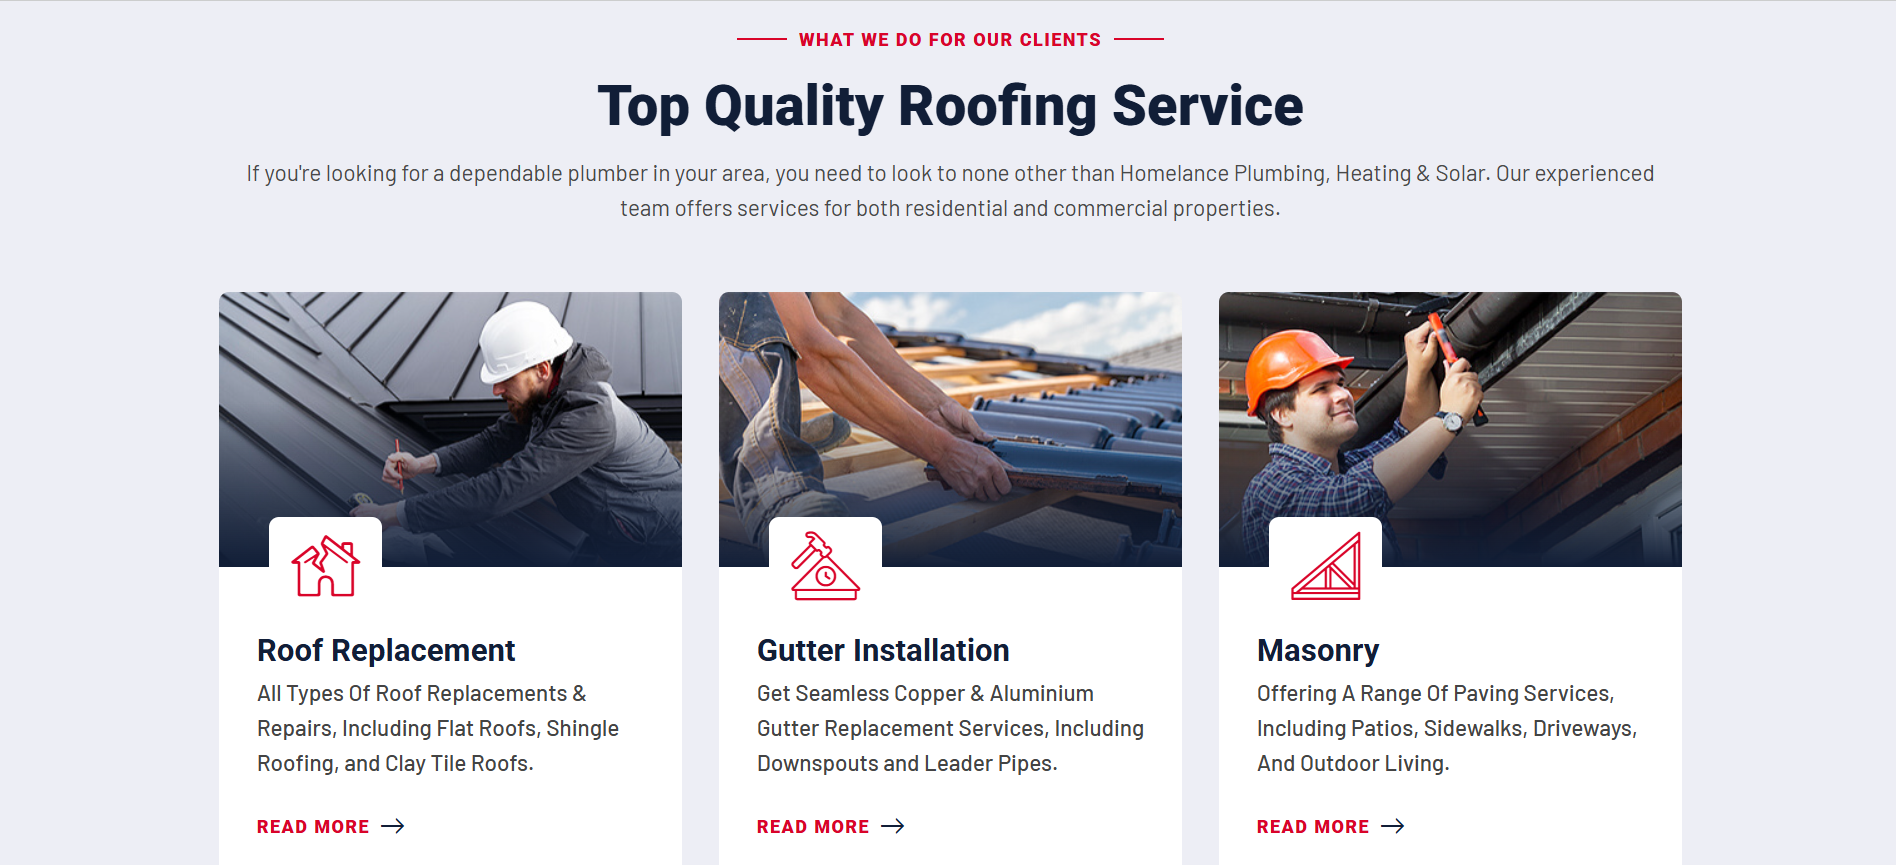 WHAT WE DO FOR OUR CLIENTS
Top Quality Roofing Service
If you're looking for a dependable plumber in your area, you need to look to none other than Homelance Plumbing, Heating & Solar. Our experienced
team offers services for both residential and commercial properties.
Roof Replacement
All Types Of Roof Replacements &
Repairs, Including Flat Roofs, Shingle
Roofing, and Clay Tile Roofs.
READ MORE
Gutter Installation
Get Seamless Copper & Aluminium
Gutter Replacement Services, Including
Downspouts and Leader Pipes.
READ MORE
Masonry
Offering A Range Of Paving Services,
Including Patios, Sidewalks, Driveways,
And Outdoor Living.
READ MORE